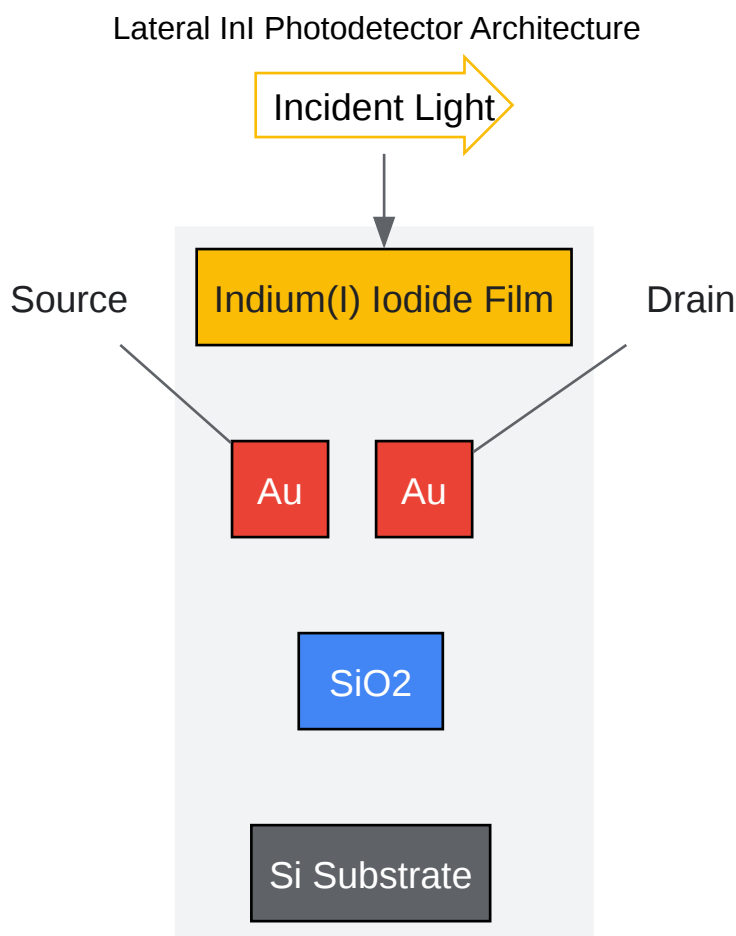 Lateral InI Photodetector Architecture
Incident Light
Source
Indium(I) Iodide Film
Drain
Au
Au
SiO2
Si Substrate